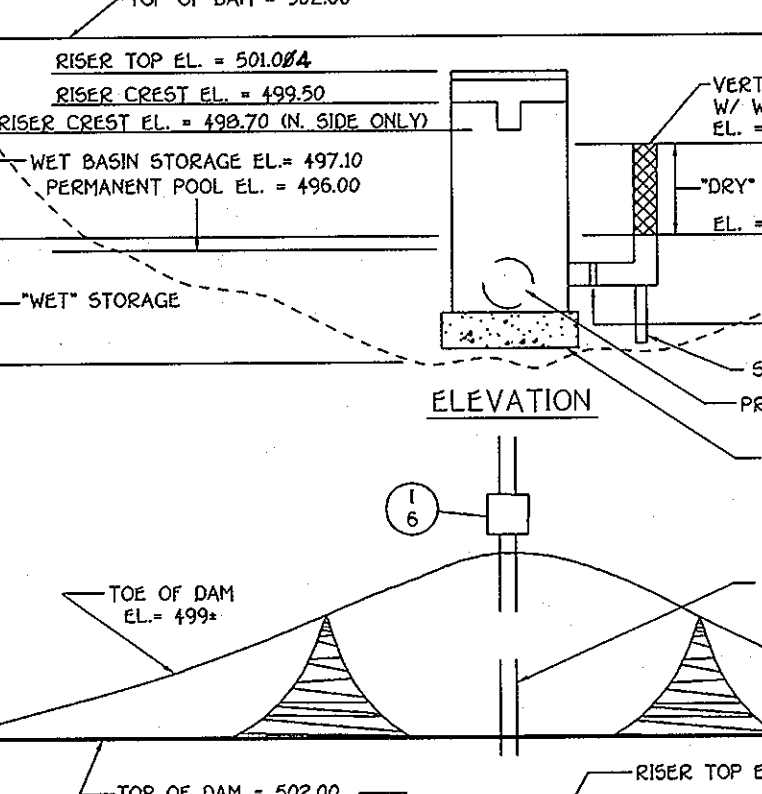 TOP OF DAM = 502.00
RISER TOP EL. = 501.04
RISER CREST EL. = 499.50
RISER CREST EL. = 498.70 (N. SIDE ONLY)
WET BASIN STORAGE EL.= 497.10
PERMANENT POOL EL. = 496.00
"WET" STORAGE
VERT
W/ W
EL. =
"DRY"
EL. =
S
PR
ELEVATION
1
6
TOE OF DAM
EL.= 499±
TOP OF DAM = 502.00
RISER TOP E